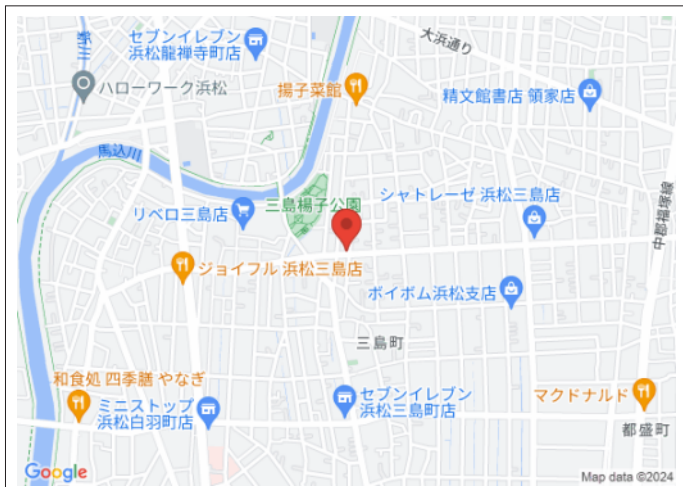 セブンイレブン
浜松龍禅寺町店
大浜通り
ハローワーク浜松
揚子菜館
精文館書店 領家店
馬込川
三島楊子公園
シャトレーゼ 浜松三島店
リベロ三島店
中郡福塚線
ジョイフル 浜松三島店
ボイボム浜松支店
三島町
和食処 四季膳 やなぎ
ミニストップ
浜松白羽町店
セブンイレブン
浜松三島町店
マクドナルド
都盛町
Google
Map data ©2024